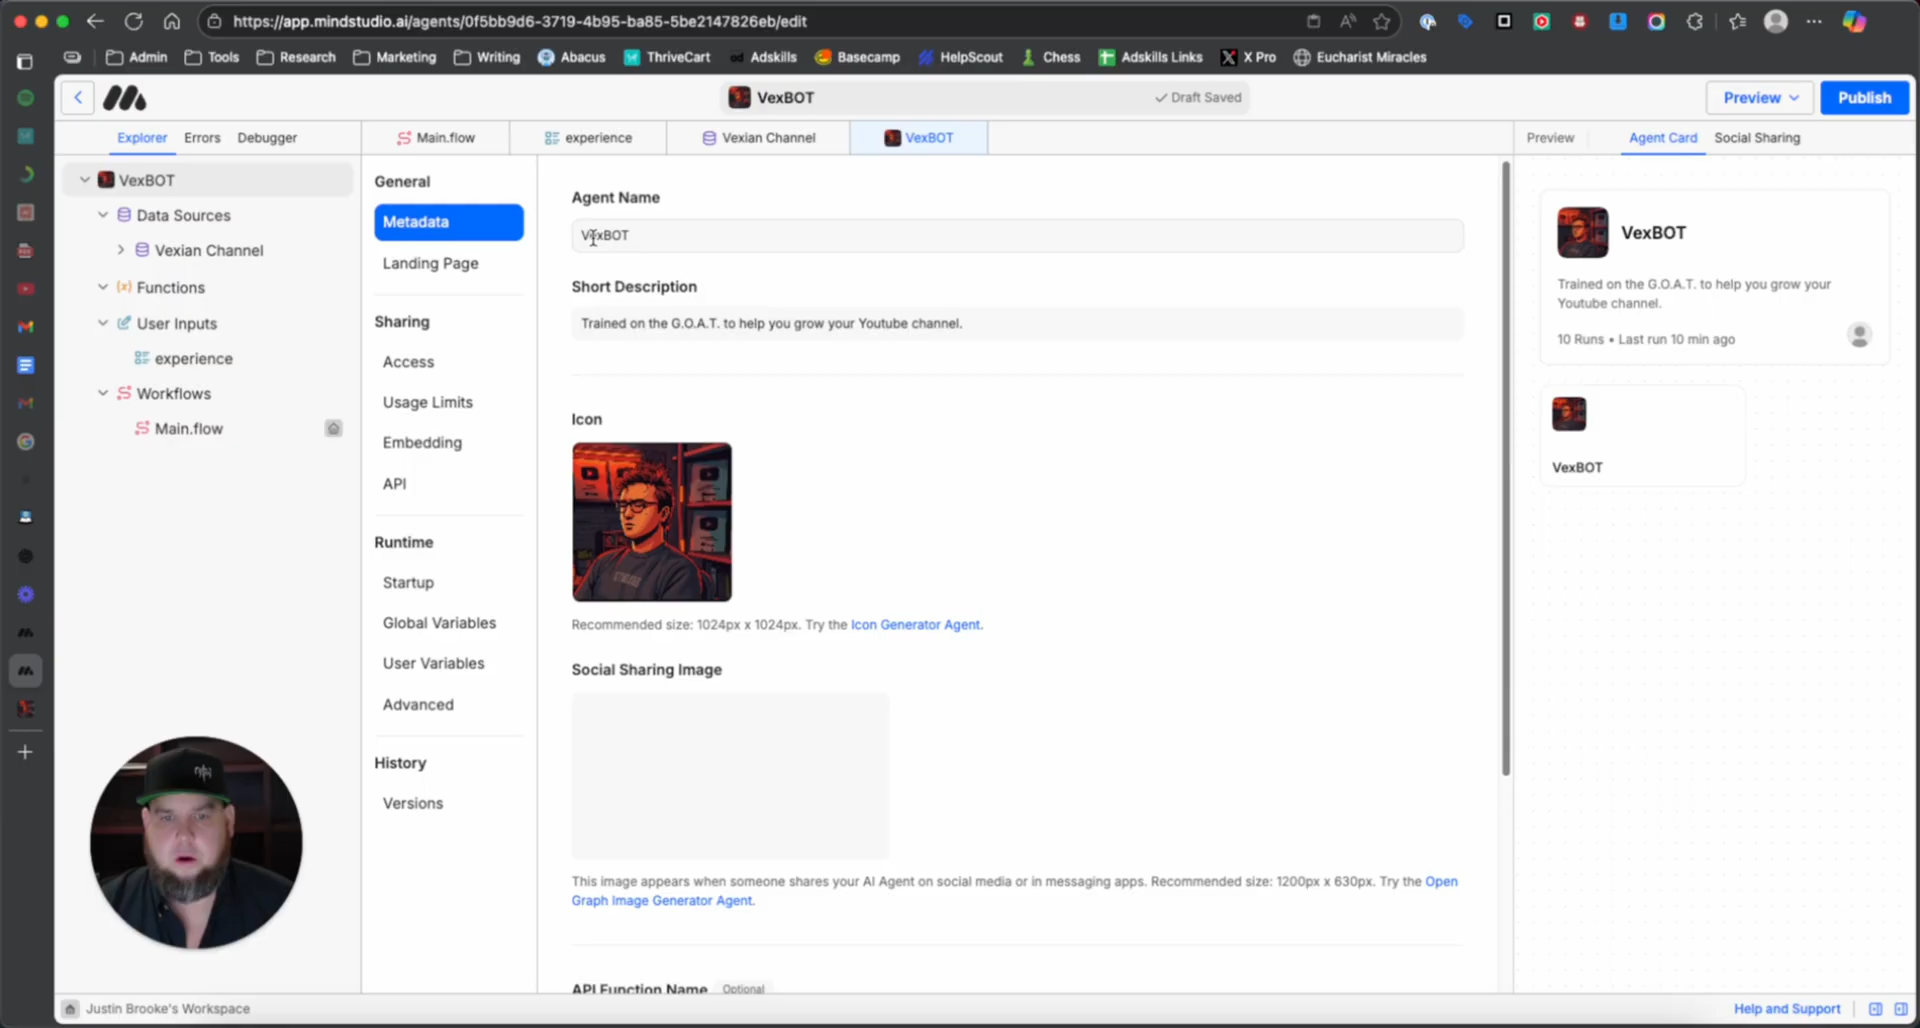 https://app.mindstudio.ai/agents/0f5bb9d6-3719-4b95-ba85-5be2147826eb/edit
Admin
Tools
Research
Marketing
Writing
Abacus
ThriveCart
Adskills
Basecamp
HelpScout
Chess
Adskills Links
X Pro
Eucharist Miracles
VexBOT
Draft Saved
Preview
Publish
Explorer
Errors
Debugger
Main.flow
experience
Vexian Channel
VexBOT
Preview
Agent Card
Social Sharing
VexBOT
Data Sources
Vexian Channel
Functions
User Inputs
experience
Workflows
Main.flow
General
Metadata
Landing Page
Sharing
Access
Usage Limits
Embedding
API
Runtime
Startup
Global Variables
User Variables
Advanced
History
Versions
Agent Name
VexBOT
Short Description
Trained on the G.O.A.T. to help you grow your Youtube channel.
Icon
Recommended size: 1024px x 1024px. Try the Icon Generator Agent.
Social Sharing Image
This image appears when someone shares your AI Agent on social media or in messaging apps. Recommended size: 1200px x 630px. Try the Open
Graph Image Generator Agent.
API Function Name Optional
VexBOT
Trained on the G.O.A.T. to help you grow your
Youtube channel.
10 Runs • Last run 10 min ago
VexBOT
Justin Brooke's Workspace
Help and Support